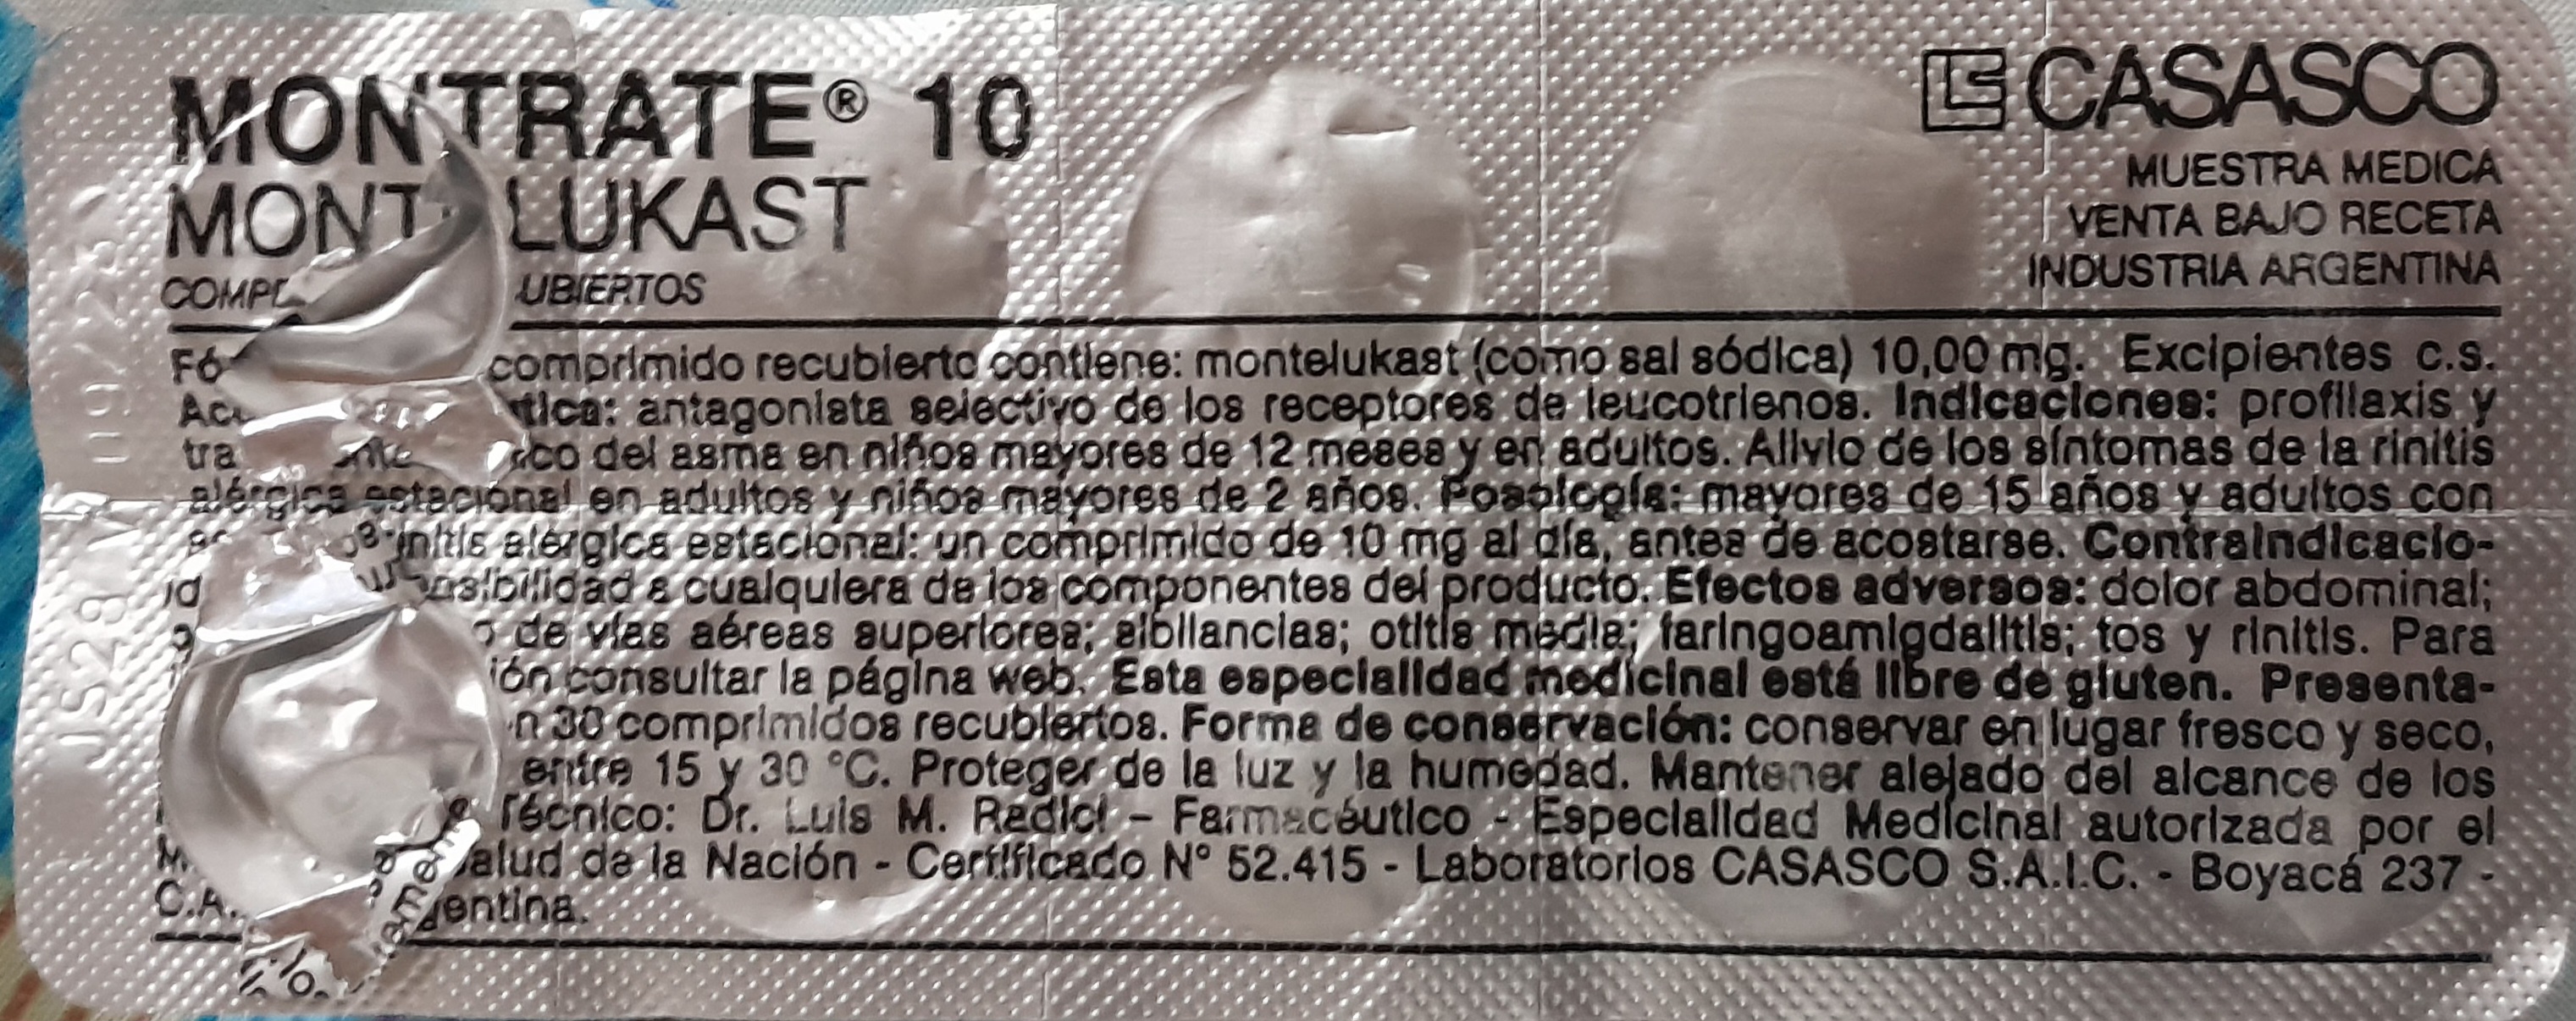 MONTRATE® 10
MONT LUKAST
COMP UBIERTOS
CASASCO
MUESTRA MEDICA
VENTA BAJO RECETA
INDUSTRIA ARGENTINA
Fó comprimido recubierto contiene: montelukast (como sal sódica) 10,00 mg. Excipientes c.s.
tica: antagonista selectivo de los receptores de leucotrienos. Indicaciones: profilaxis y
tra ico del asma en niños mayores de 12 meses y en adultos. Alivio de los síntomas de la rinitis
alérgica estacional en adultos y niños mayores de 2 años. Posología: mayores de 15 años y adultos con
initis alérgica estacional: un comprimido de 10 mg al día, antes de acostarse. Contraindicacio-
nsibilidad a cualquiera de los componentes del producto. Efectos adversos: dolor abdominal;
de vías aéreas superiores; sibilancias; otitis media; faringoamigdalitis; tos y rinitis. Para
ión consultar la página web. Esta especialidad medicinal está libre de gluten. Presenta-
n 30 comprimidos recubiertos. Forma de conservación: conservar en lugar fresco y seco,
entre 15 y 30 °C. Proteger de la luz y la humedad. Mantener alejado del alcance de los
Técnico: Dr. Luis M. Radici - Farmacéutico - Especialidad Medicinal autorizada por el
M. Salud de la Nación - Certificado N° 52.415 - Laboratorios CASASCO S.A.I.C. - Boyacá 237 -
C.A. gentina.